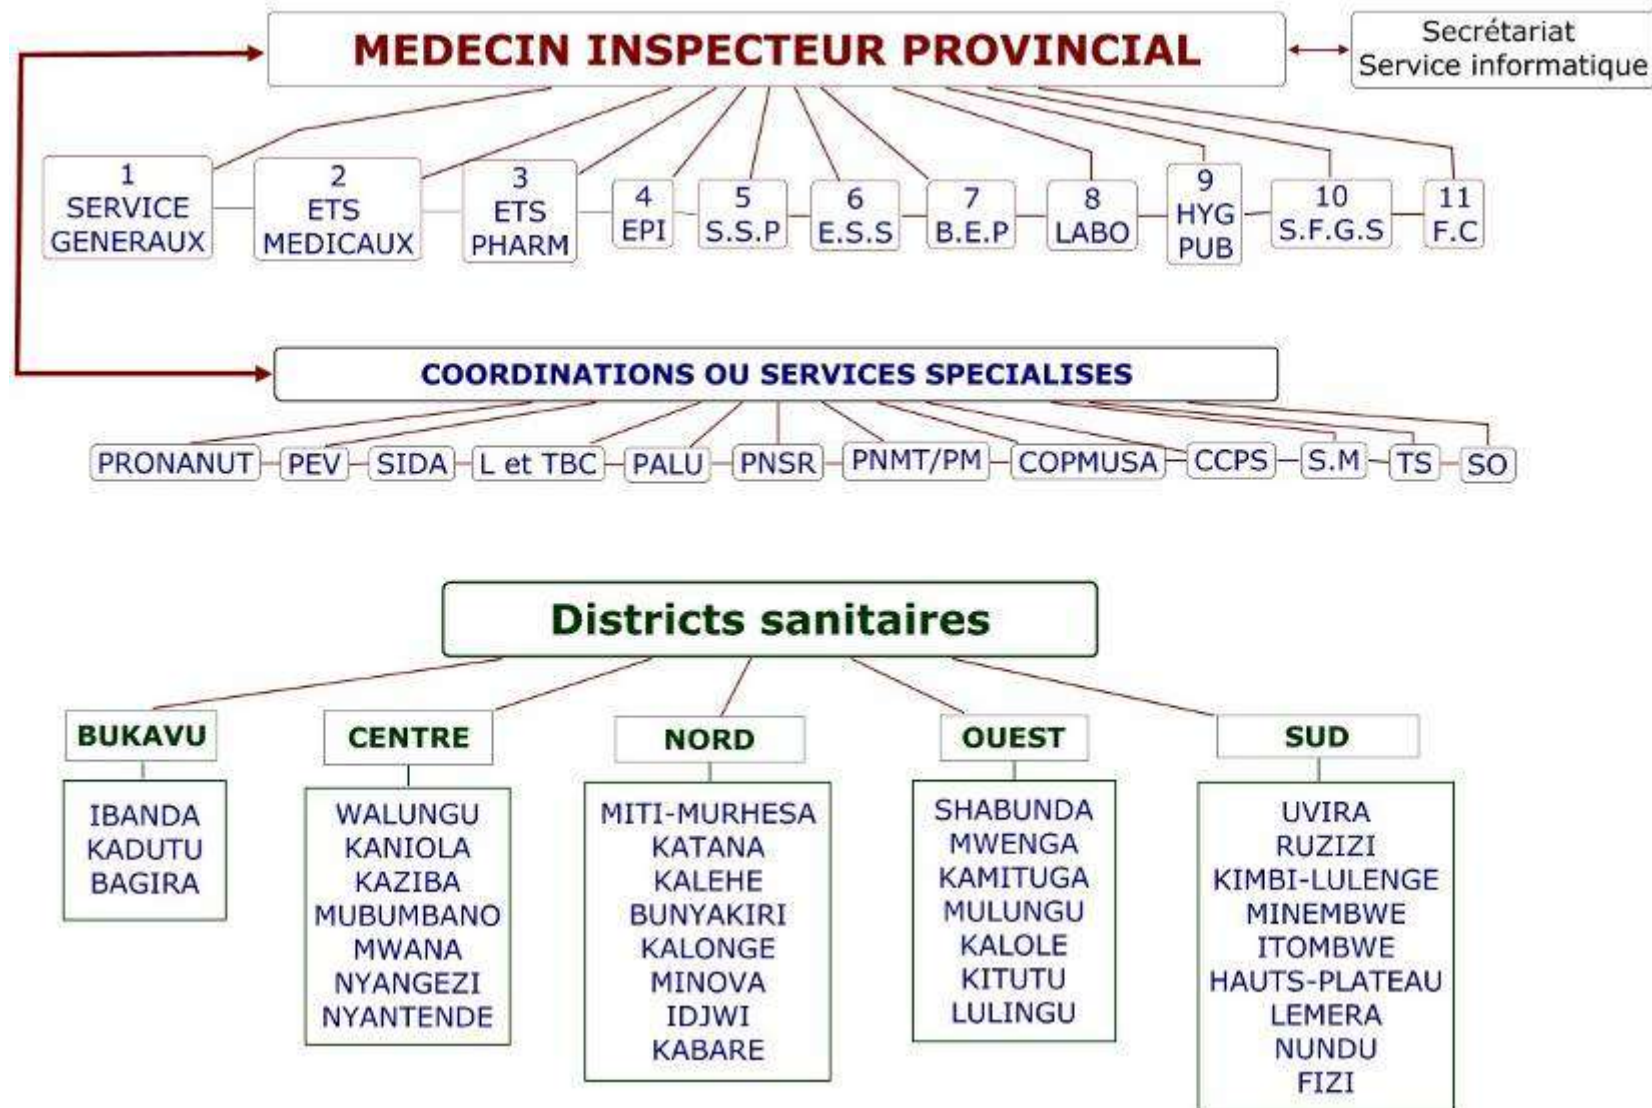 MEDECIN INSPECTEUR PROVINCIAL
Secrétariat
Service informatique
1
SERVICE
GENERAUX
2
ETS
MEDICAUX
3
ETS
PHARM
4
EPI
5
S.S.P
6
E.S.S
7
B.E.P
8
LABO
9
HYG
PUB
10
S.F.G.S
11
F.C
COORDINATIONS OU SERVICES SPECIALISES
PRONANUT
PEV
SIDA
L et TBC
PALU
PNSR
PNMT/PM
COPMUSA
CCPS
S.M
TS
SO
Districts sanitaires
BUKAVU
IBANDA
KADUTU
BAGIRA
CENTRE
WALUNGU
KANIOLA
KAZIBA
MUBUMBANO
MWANA
NYANGEZI
NYANTENDE
NORD
MITI-MURHESA
KATANA
KALEHE
BUNYAKIRI
KALONGE
MINOVA
IDJWI
KABARE
OUEST
SHABUNDA
MWENGA
KAMITUGA
MULUNGU
KALOLE
KITUTU
LULINGU
SUD
UVIRA
RUZIZI
KIMBI-LULENGE
MINEMBWE
ITOMBWE
HAUTS-PLATEAU
LEMERA
NUNDU
FIZI